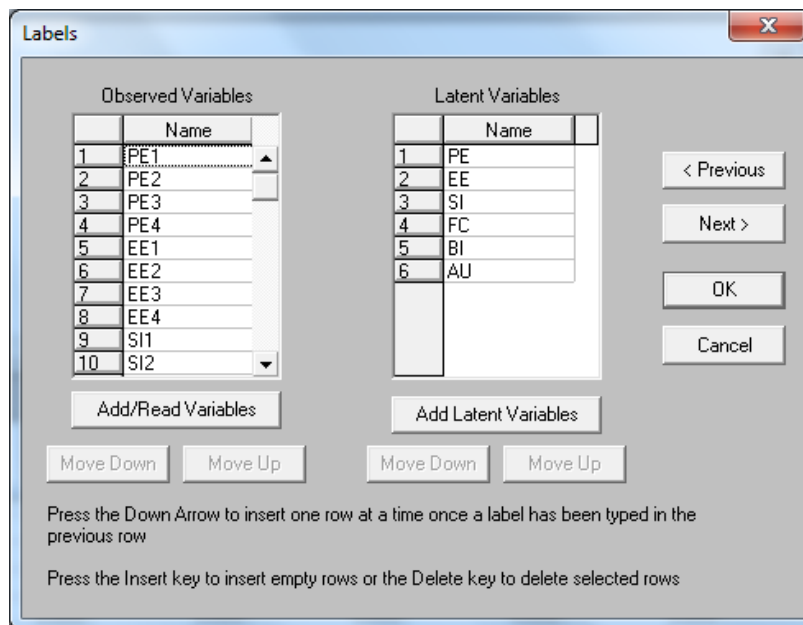 Labels
Observed Variables
Name
1 PE1
2 PE2
3 PE3
4 PE4
5 EE1
6 EE2
7 EE3
8 EE4
9 SI1
10 SI2
Add/Read Variables
Move Down Move Up
Latent Variables
Name
1 PE
2 EE
3 SI
4 FC
5 BI
6 AU
Add Latent Variables
Move Down Move Up
< Previous
Next >
OK
Cancel
Press the Down Arrow to insert one row at a time once a label has been typed in the
previous row
Press the Insert key to insert empty rows or the Delete key to delete selected rows